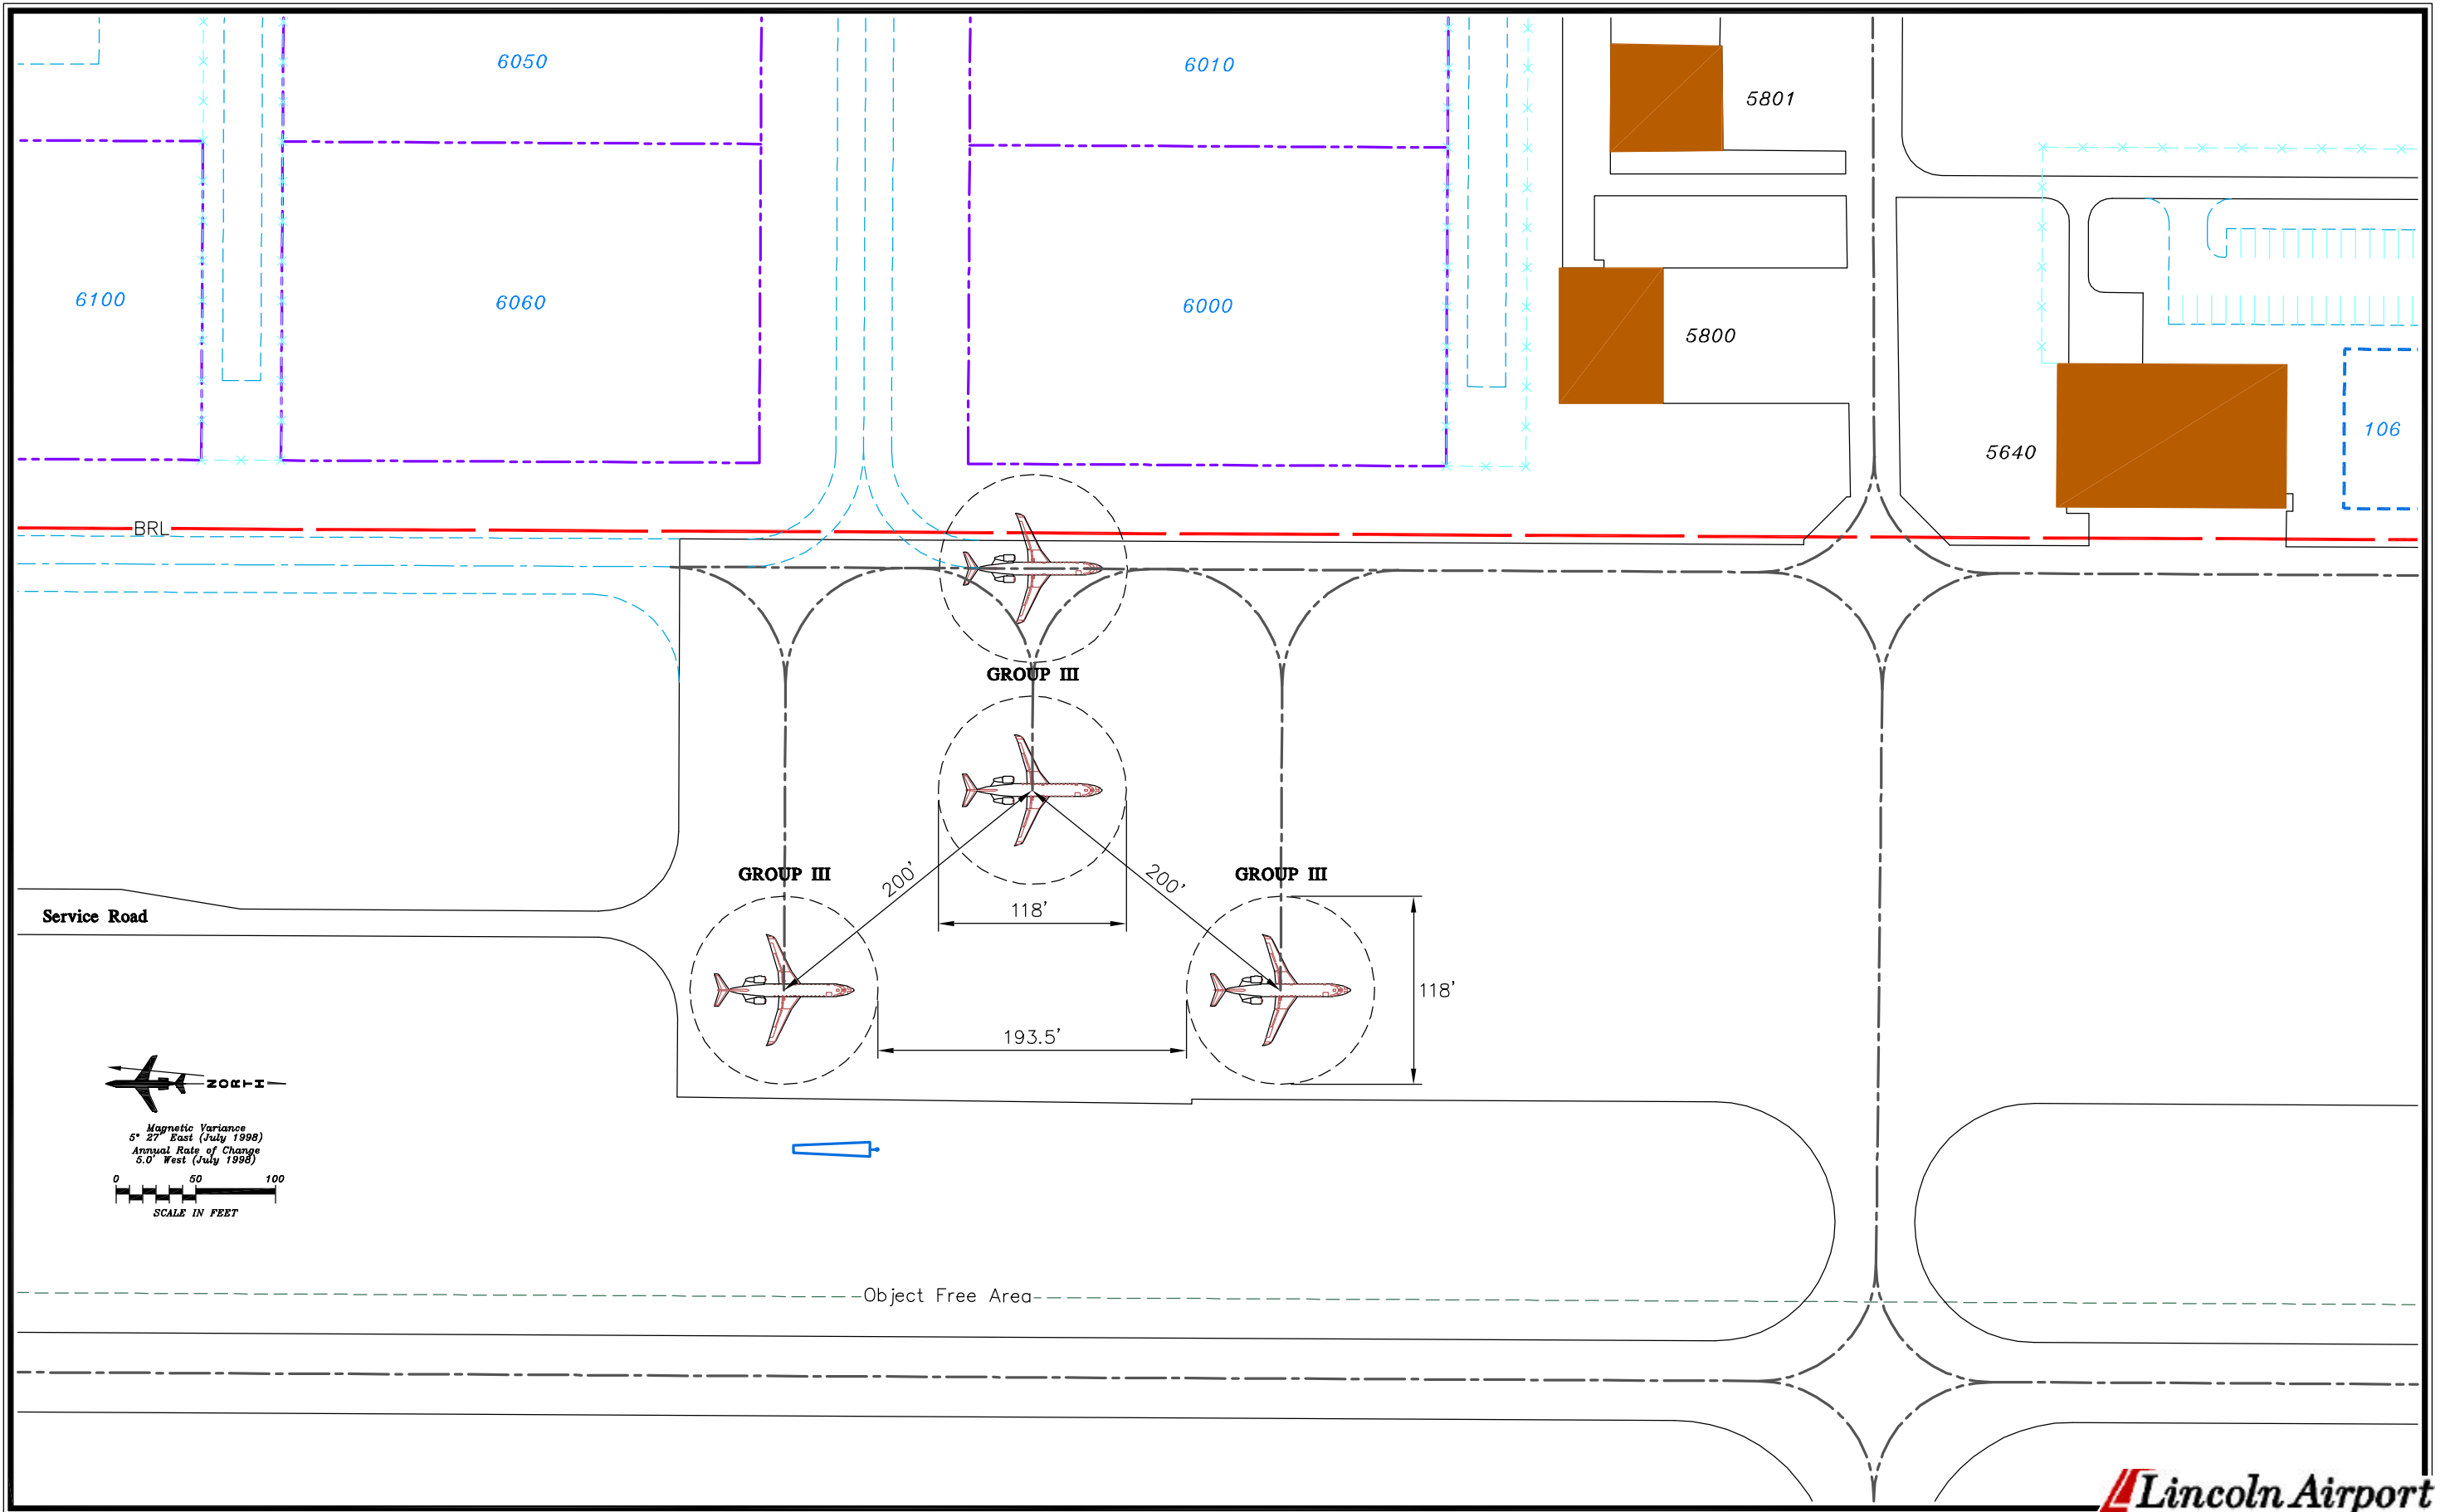 6050
6010
5801
6100
6060
6000
5800
106
5640
BRL
GROUP III
GROUP III
GROUP III
200'
200'
118'
Service Road
118'
193.5'
NORTH
Magnetic Variance
5° 27' East (July 1998)
Annual Rate of Change
5.0' West (July 1998)
0 50 100
SCALE IN FEET
Object Free Area
Lincoln Airport